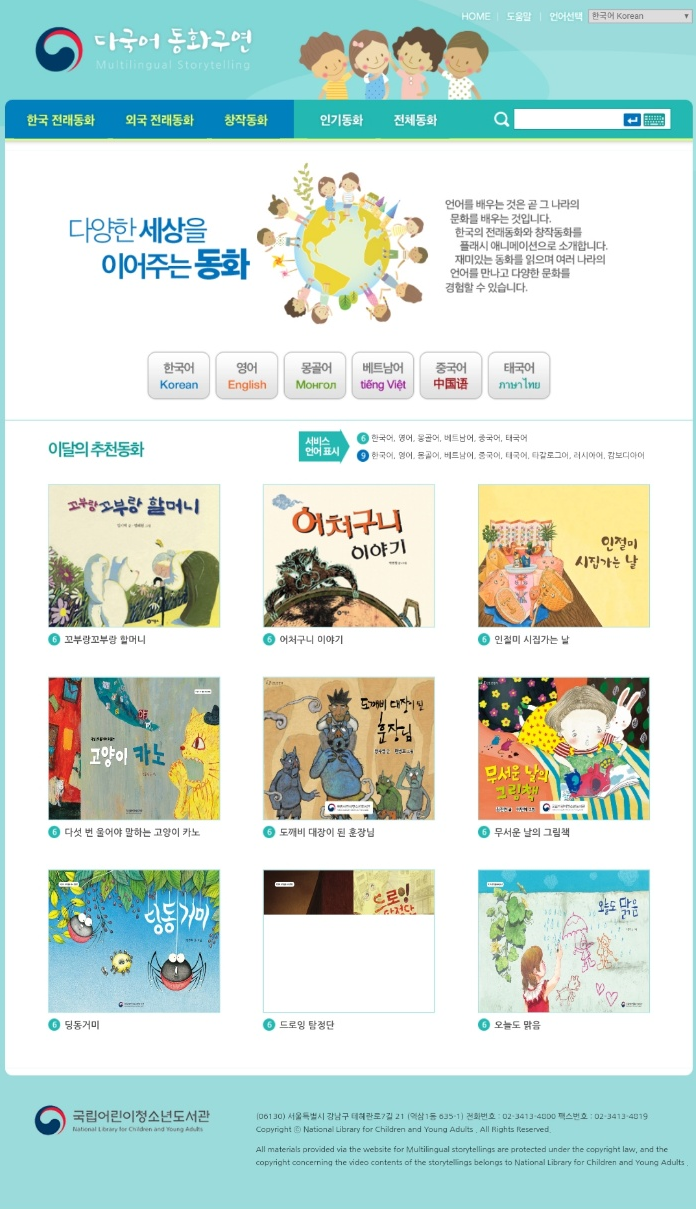 HOME | 도움말 | 언어선택 한국어 Korean
다국어 동화구연
Multilingual Storytelling
한국 전래동화 외국 전래동화 창작동화 인기동화 전체동화
다양한 세상을
이어주는 동화
언어를 배우는 것은 곧 그 나라의
문화를 배우는 것입니다.
한국의 전래동화와 창작동화를
플래시 애니메이션으로 소개합니다.
재미있는 동화를 읽으며 여러 나라의
언어를 만나고 다양한 문화를
경험할 수 있습니다.
한국어 영어 몽골어 베트남어 중국어 태국어
Korean English Монгол tiếng Việt 中国语 ภาษาไทย
이달의 추천동화
서비스
언어 표시
6 한국어, 영어, 몽골어, 베트남어, 중국어, 태국어
9 한국어, 영어, 몽골어, 베트남어, 중국어, 태국어, 타갈로그어, 러시아어, 캄보디아어
꼬부랑꼬부랑 할머니
어처구니
이야기
인절미
시집가는 날
6 꼬부랑꼬부랑 할머니
6 어처구니 이야기
6 인절미 시집가는 날
고양이 카노
도깨비 대장이 된
훈장님
무서운 날의
그림책
6 다섯 번 울어야 말하는 고양이 카노
6 도깨비 대장이 된 훈장님
6 무서운 날의 그림책
딩동거미
드로잉
탐정단
오늘도 맑음
6 딩동거미
6 드로잉 탐정단
6 오늘도 맑음
국립어린이청소년도서관
National Library for Children and Young Adults
(06130) 서울특별시 강남구 테헤란로7길 21 (역삼1동 635-1) 전화번호 : 02-3413-4800 팩스번호 : 02-3413-4819
Copyright ⓒ National Library for Children and Young Adults . All Rights Reserved.
All materials provided via the website for Multilingual storytellings are protected under the copyright law, and the
copyright concerning the video contents of the storytellings belongs to National Library for Children and Young Adults .